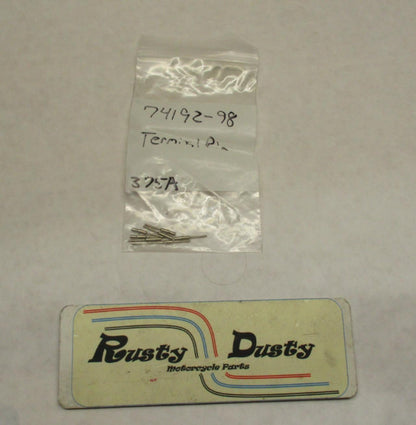 74192-98
Terminal Pin
375A
Rusty Dusty
Motorcycle Parts